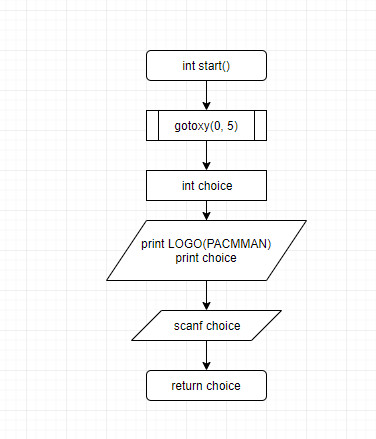 int start()
gotoxy(0, 5)
int choice
print LOGO(PACMMAN)
print choice
scanf choice
return choice